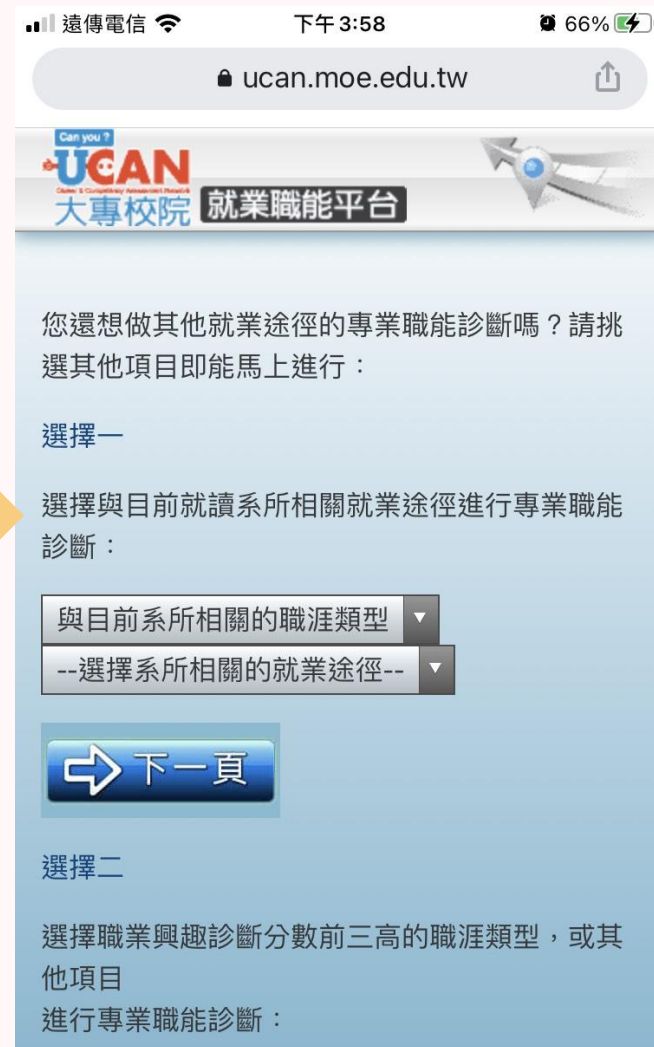 遠傳電信
下午 3:58
66%
ucan.moe.edu.tw
Can you ?
UCAN
大專校院 就業職能平台
您還想做其他就業途徑的專業職能診斷嗎？請挑
選其他項目即能馬上進行：
選擇一
選擇與目前就讀系所相關就業途徑進行專業職能
診斷：
與目前系所相關的職涯類型
--選擇系所相關的就業途徑--
下一頁
選擇二
選擇職業興趣診斷分數前三高的職涯類型，或其
他項目
進行專業職能診斷：